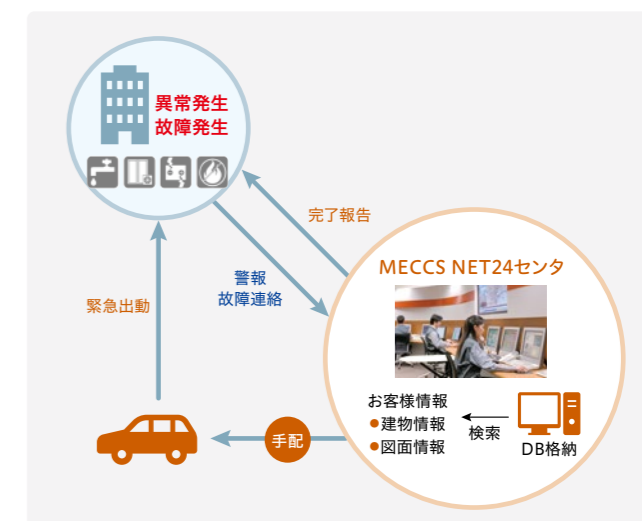 異常発生
故障発生
完了報告
MECCS NET24センタ
警報
故障連絡
緊急出動
お客様情報
●建物情報
●図面情報
検索
DB格納
手配